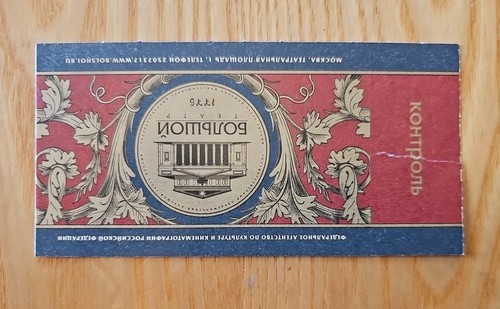 ФЕДЕРАЛЬНОЕ АГЕНТСТВО ПО КУЛЬТУРЕ И КИНЕМАТОГРАФИИ РОССИЙСКОЙ ФЕДЕРАЦИИ
БОЛЬШОЙ
ТЕАТР
1776
КОНТРОЛЬ
МОСКВА, ТЕАТРАЛЬНАЯ ПЛОЩАДЬ 1, ТЕЛЕФОН 2502317, WWW.BOLSHOI.RU